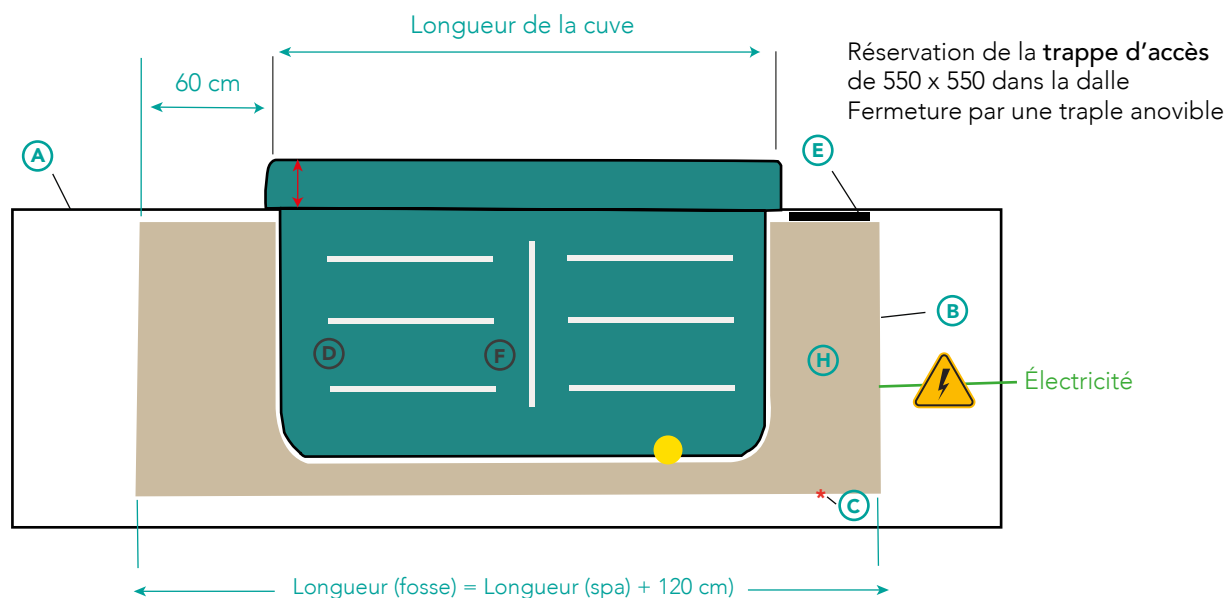 Longueur de la cuve
Réservation de la trappe d'accès
de 550 x 550 dans la dalle
Fermeture par une traple anovible
60 cm
A
E
B
D
F
H
Électricité
* C
Longueur (fosse) = Longueur (spa) + 120 cm)